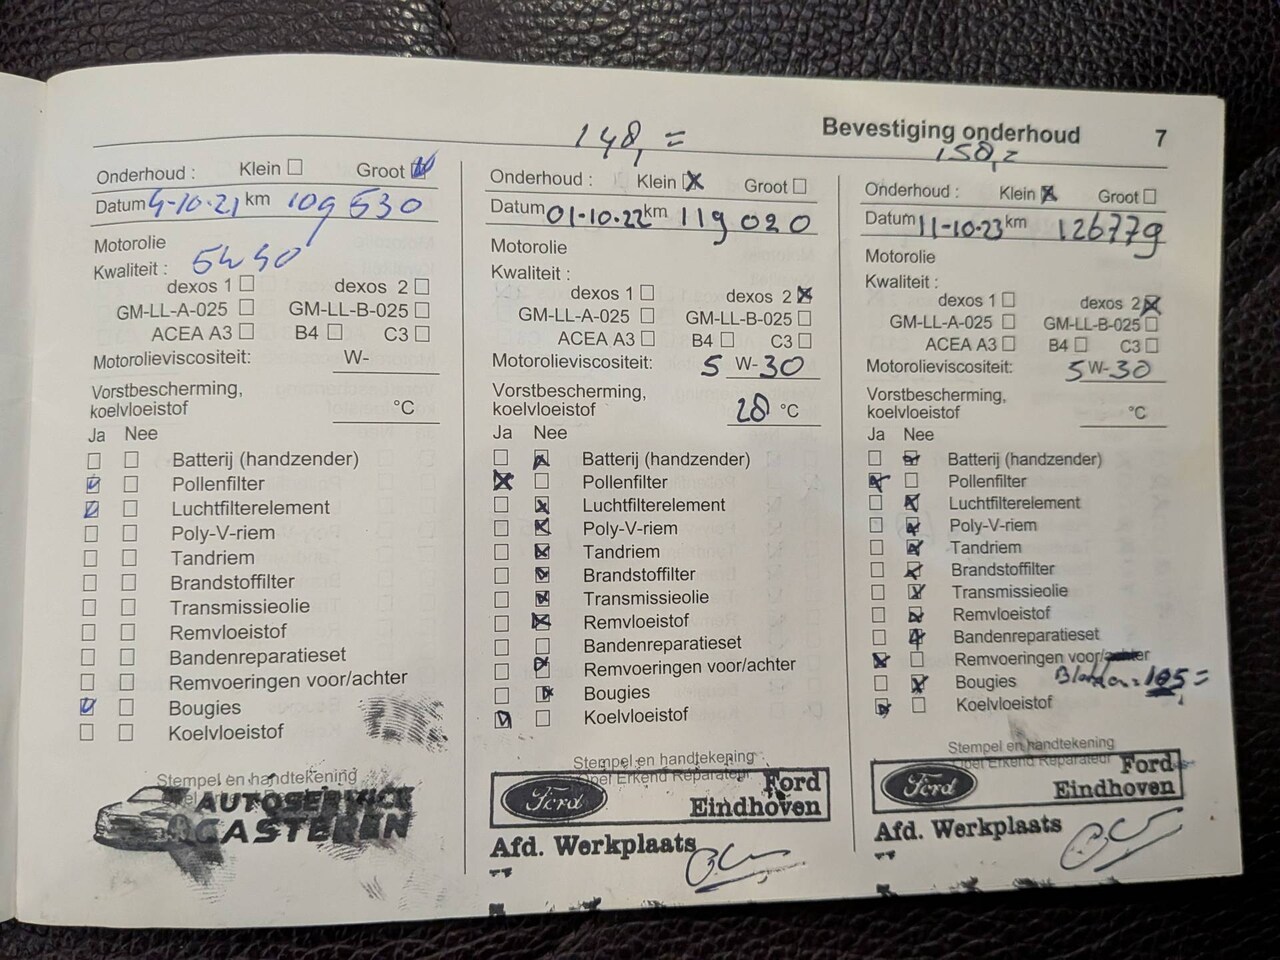 Bevestiging onderhoud 7
148,=
158,=
Onderhoud : Klein Groot
Datum 4-10-21 km 109 530
Motorolie
Kwaliteit : 5W40
dexos 1 dexos 2
GM-LL-A-025 GM-LL-B-025
ACEA A3 B4 C3
Motorolieviscositeit: W-
Vorstbescherming,
koelvloeistof °C
Ja Nee
Batterij (handzender)
Pollenfilter
Luchtfilterelement
Poly-V-riem
Tandriem
Brandstoffilter
Transmissieolie
Remvloeistof
Bandenreparatieset
Remvoeringen voor/achter
Bougies
Koelvloeistof
Stempel en handtekening
AUTOSERVICE
CASTEREN
Onderhoud : Klein Groot
Datum 01-10-22 km 119 020
Motorolie
Kwaliteit :
dexos 1 dexos 2
GM-LL-A-025 GM-LL-B-025
ACEA A3 B4 C3
Motorolieviscositeit: 5 W-30
Vorstbescherming,
koelvloeistof 28 °C
Ja Nee
Batterij (handzender)
Pollenfilter
Luchtfilterelement
Poly-V-riem
Tandriem
Brandstoffilter
Transmissieolie
Remvloeistof
Bandenreparatieset
Remvoeringen voor/achter
Bougies
Koelvloeistof
Stempel en handtekening
Opel Erkend Reparateur
Ford Ford
Eindhoven
Afd. Werkplaats
Onderhoud : Klein Groot
Datum 11-10-23 km 126779
Motorolie
Kwaliteit :
dexos 1 dexos 2
GM-LL-A-025 GM-LL-B-025
ACEA A3 B4 C3
Motorolieviscositeit: 5 W-30
Vorstbescherming,
koelvloeistof °C
Ja Nee
Batterij (handzender)
Pollenfilter
Luchtfilterelement
Poly-V-riem
Tandriem
Brandstoffilter
Transmissieolie
Remvloeistof
Bandenreparatieset
Remvoeringen voor/achter
Bougies 195=
Koelvloeistof
Stempel en handtekening
Opel Erkend Reparateur
Ford Ford
Eindhoven
Afd. Werkplaats